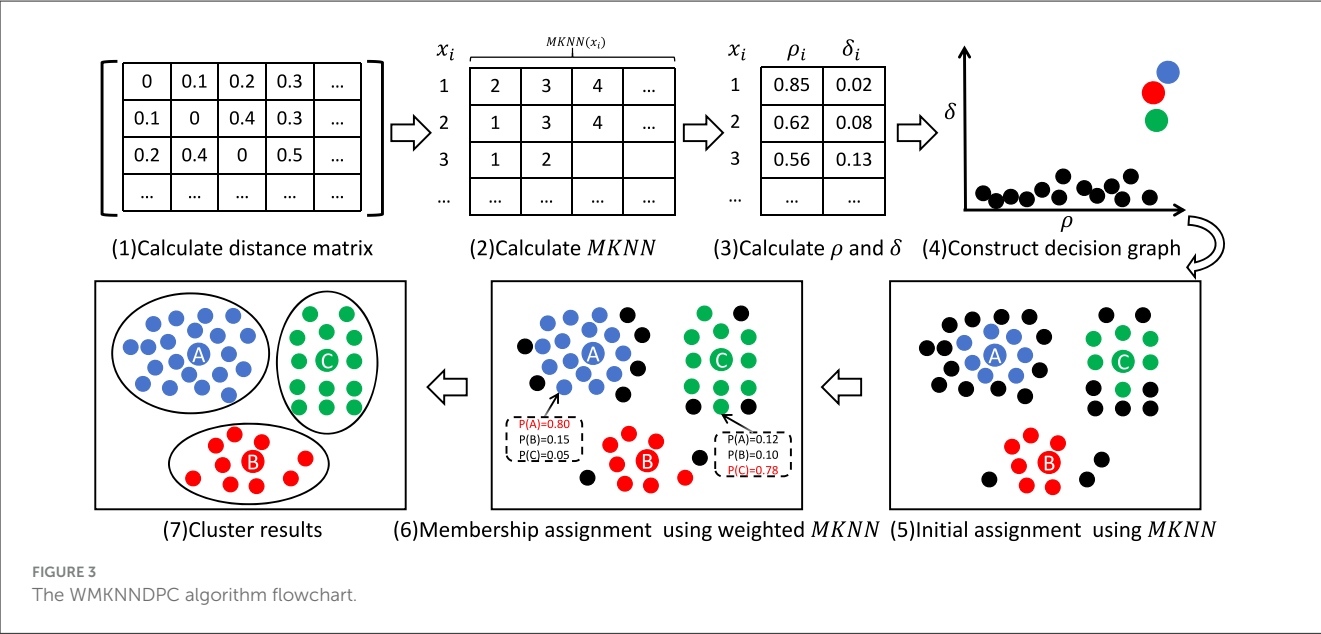 x_i MKNN(x_i) x_i ρ_i δ_i
0 0.1 0.2 0.3 ...
0.1 0 0.4 0.3 ...
0.2 0.4 0 0.5 ...
... ... ... ... ...
1 2 3 4 ...
2 1 3 4 ...
3 1 2
... ... ... ... ...
1 0.85 0.02
2 0.62 0.08
3 0.56 0.13
... ... ...
δ
ρ
(1)Calculate distance matrix
(2)Calculate MKNN
(3)Calculate ρ and δ
(4)Construct decision graph
A
C
B
A
C
P(A)=0.80
P(B)=0.15
P(C)=0.05
B
P(A)=0.12
P(B)=0.10
P(C)=0.78
A
C
B
(7)Cluster results
(6)Membership assignment using weighted MKNN
(5)Initial assignment using MKNN
FIGURE 3
The WMKNNDPC algorithm flowchart.